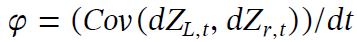 φ = (Cov(dZ_{L,t}, dZ_{r,t}))/dt